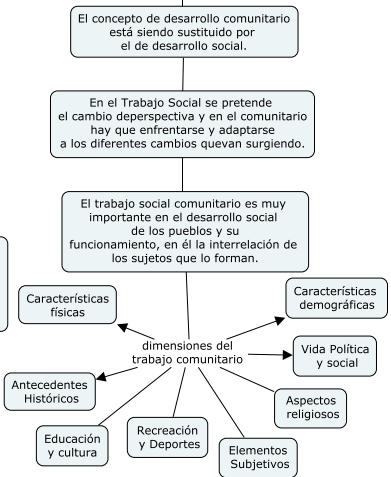 El concepto de desarrollo comunitario
está siendo sustituido por
el de desarrollo social.
En el Trabajo Social se pretende
el cambio deperspectiva y en el comunitario
hay que enfrentarse y adaptarse
a los diferentes cambios quevan surgiendo.
El trabajo social comunitario es muy
importante en el desarrollo social
de los pueblos y su
funcionamiento, en él la interrelación de
los sujetos que lo forman.
Características
físicas
Características
demográficas
dimensiones del
trabajo comunitario
Vida Política
y social
Antecedentes
Históricos
Aspectos
religiosos
Educación
y cultura
Recreación
y Deportes
Elementos
Subjetivos